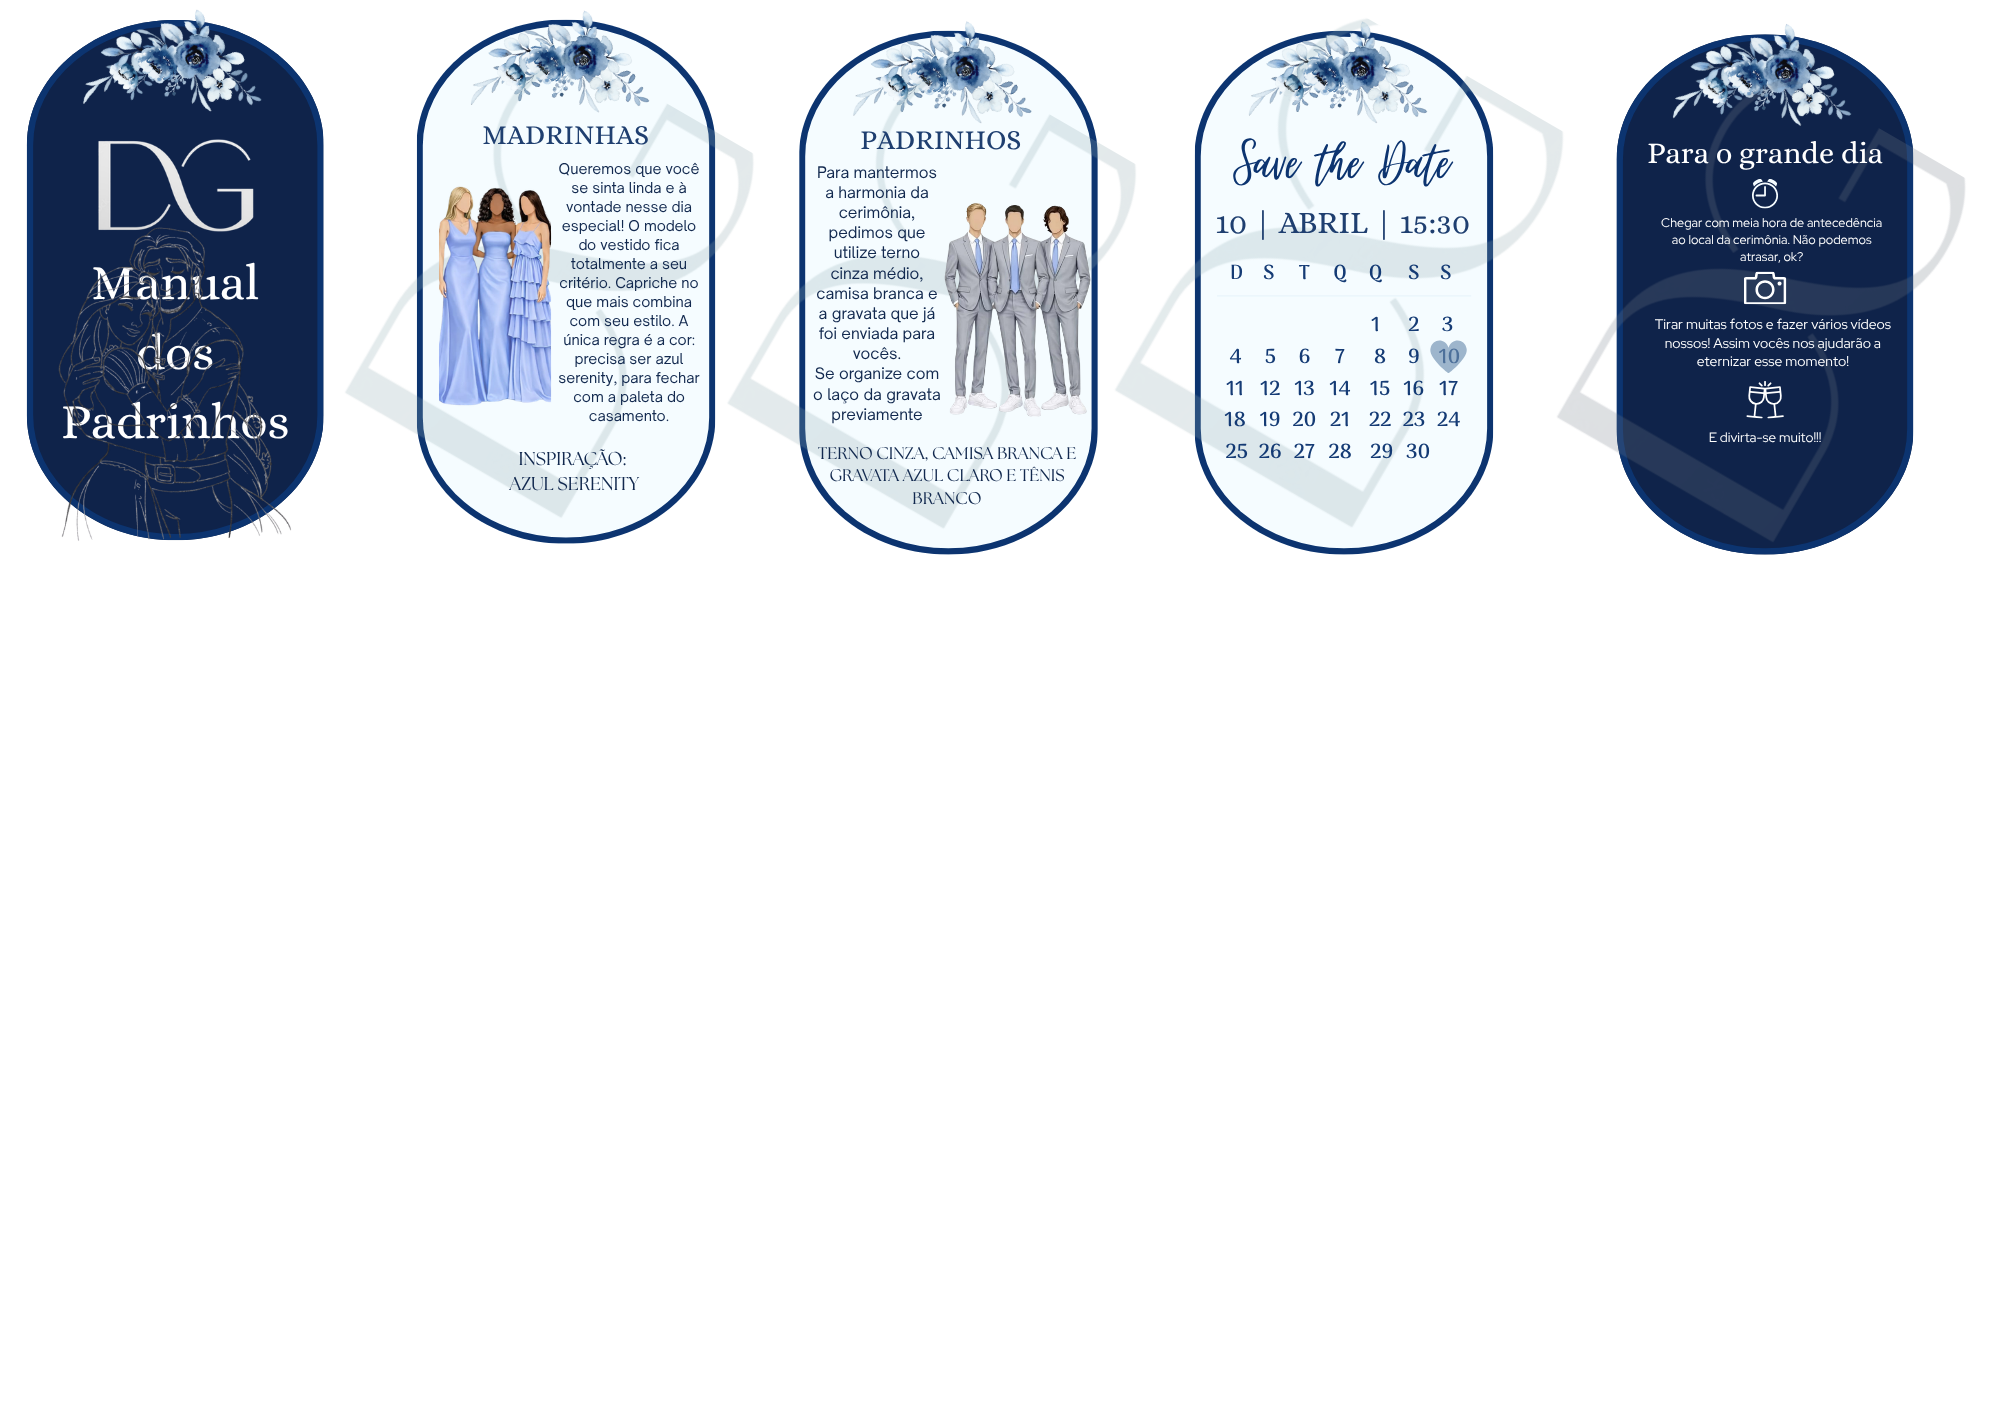 DG
Manual
dos
Padrinhos
MADRINHAS
Queremos que você
se sinta linda e à
vontade nesse dia
especial! O modelo
do vestido fica
totalmente a seu
critério. Capriche no
que mais combina
com seu estilo. A
única regra é a cor:
precisa ser azul
serenity, para fechar
com a paleta do
casamento.
INSPIRAÇÃO:
AZUL SERENITY
PADRINHOS
Para mantermos
a harmonia da
cerimônia,
pedimos que
utilize terno
cinza médio,
camisa branca e
a gravata que já
foi enviada para
vocês.
Se organize com
o laço da gravata
previamente
TERNO CINZA, CAMISA BRANCA E
GRAVATA AZUL CLARO E TÊNIS
BRANCO
Save the Date
10 | ABRIL | 15:30
D S T Q Q S S
1 2 3
4 5 6 7 8 9 10
11 12 13 14 15 16 17
18 19 20 21 22 23 24
25 26 27 28 29 30
Para o grande dia
Chegar com meia hora de antecedência
ao local da cerimônia. Não podemos
atrasar, ok?
Tirar muitas fotos e fazer vários vídeos
nossos! Assim vocês nos ajudarão a
eternizar esse momento!
E divirta-se muito!!!